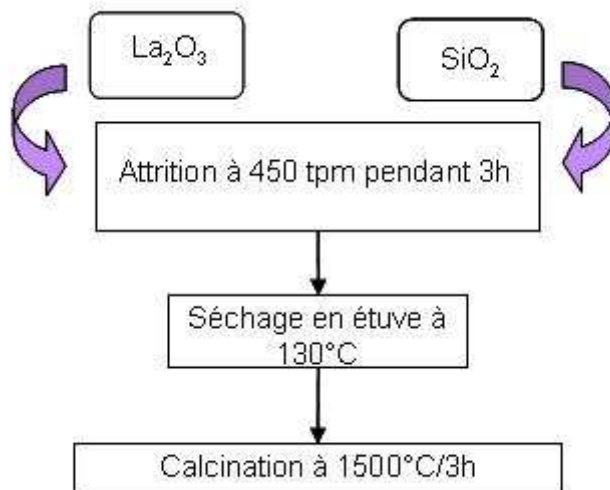 La₂O₃
SiO₂
Attrition à 450 tpm pendant 3h
Séchage en étuve à
130°C
Calcination à 1500°C/3h